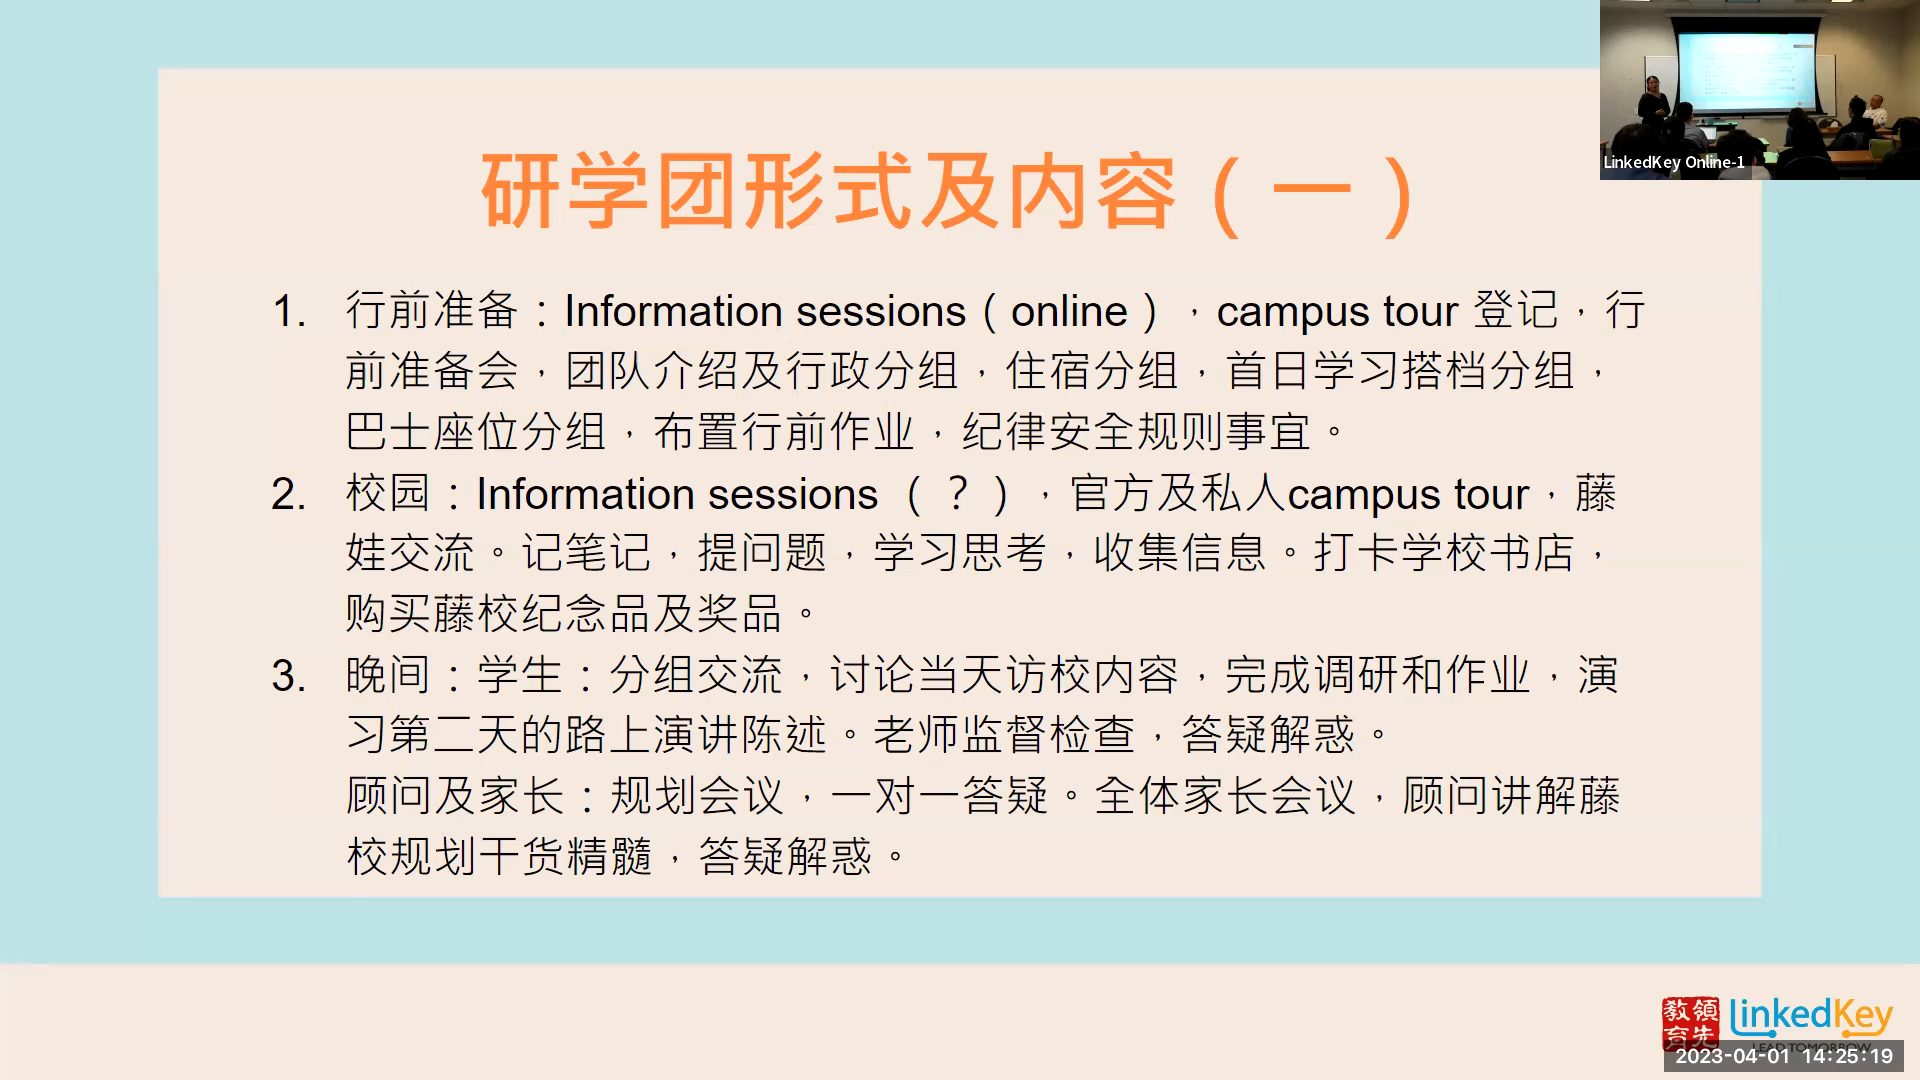 研学团形式及内容（一）
1. 行前准备：Information sessions（online），campus tour 登记，行
前准备会，团队介绍及行政分组，住宿分组，首日学习搭档分组，
巴士座位分组，布置行前作业，纪律安全规则事宜。
2. 校园：Information sessions （？），官方及私人campus tour，藤
娃交流。记笔记，提问题，学习思考，收集信息。打卡学校书店，
购买藤校纪念品及奖品。
3. 晚间：学生：分组交流，讨论当天访校内容，完成调研和作业，演
习第二天的路上演讲陈述。老师监督检查，答疑解惑。
顾问及家长：规划会议，一对一答疑。全体家长会议，顾问讲解藤
校规划干货精髓，答疑解惑。
LinkedKey Online-1
領先教育
LinkedKey
LEAD TOMORROW
2023-04-01 14:25:19